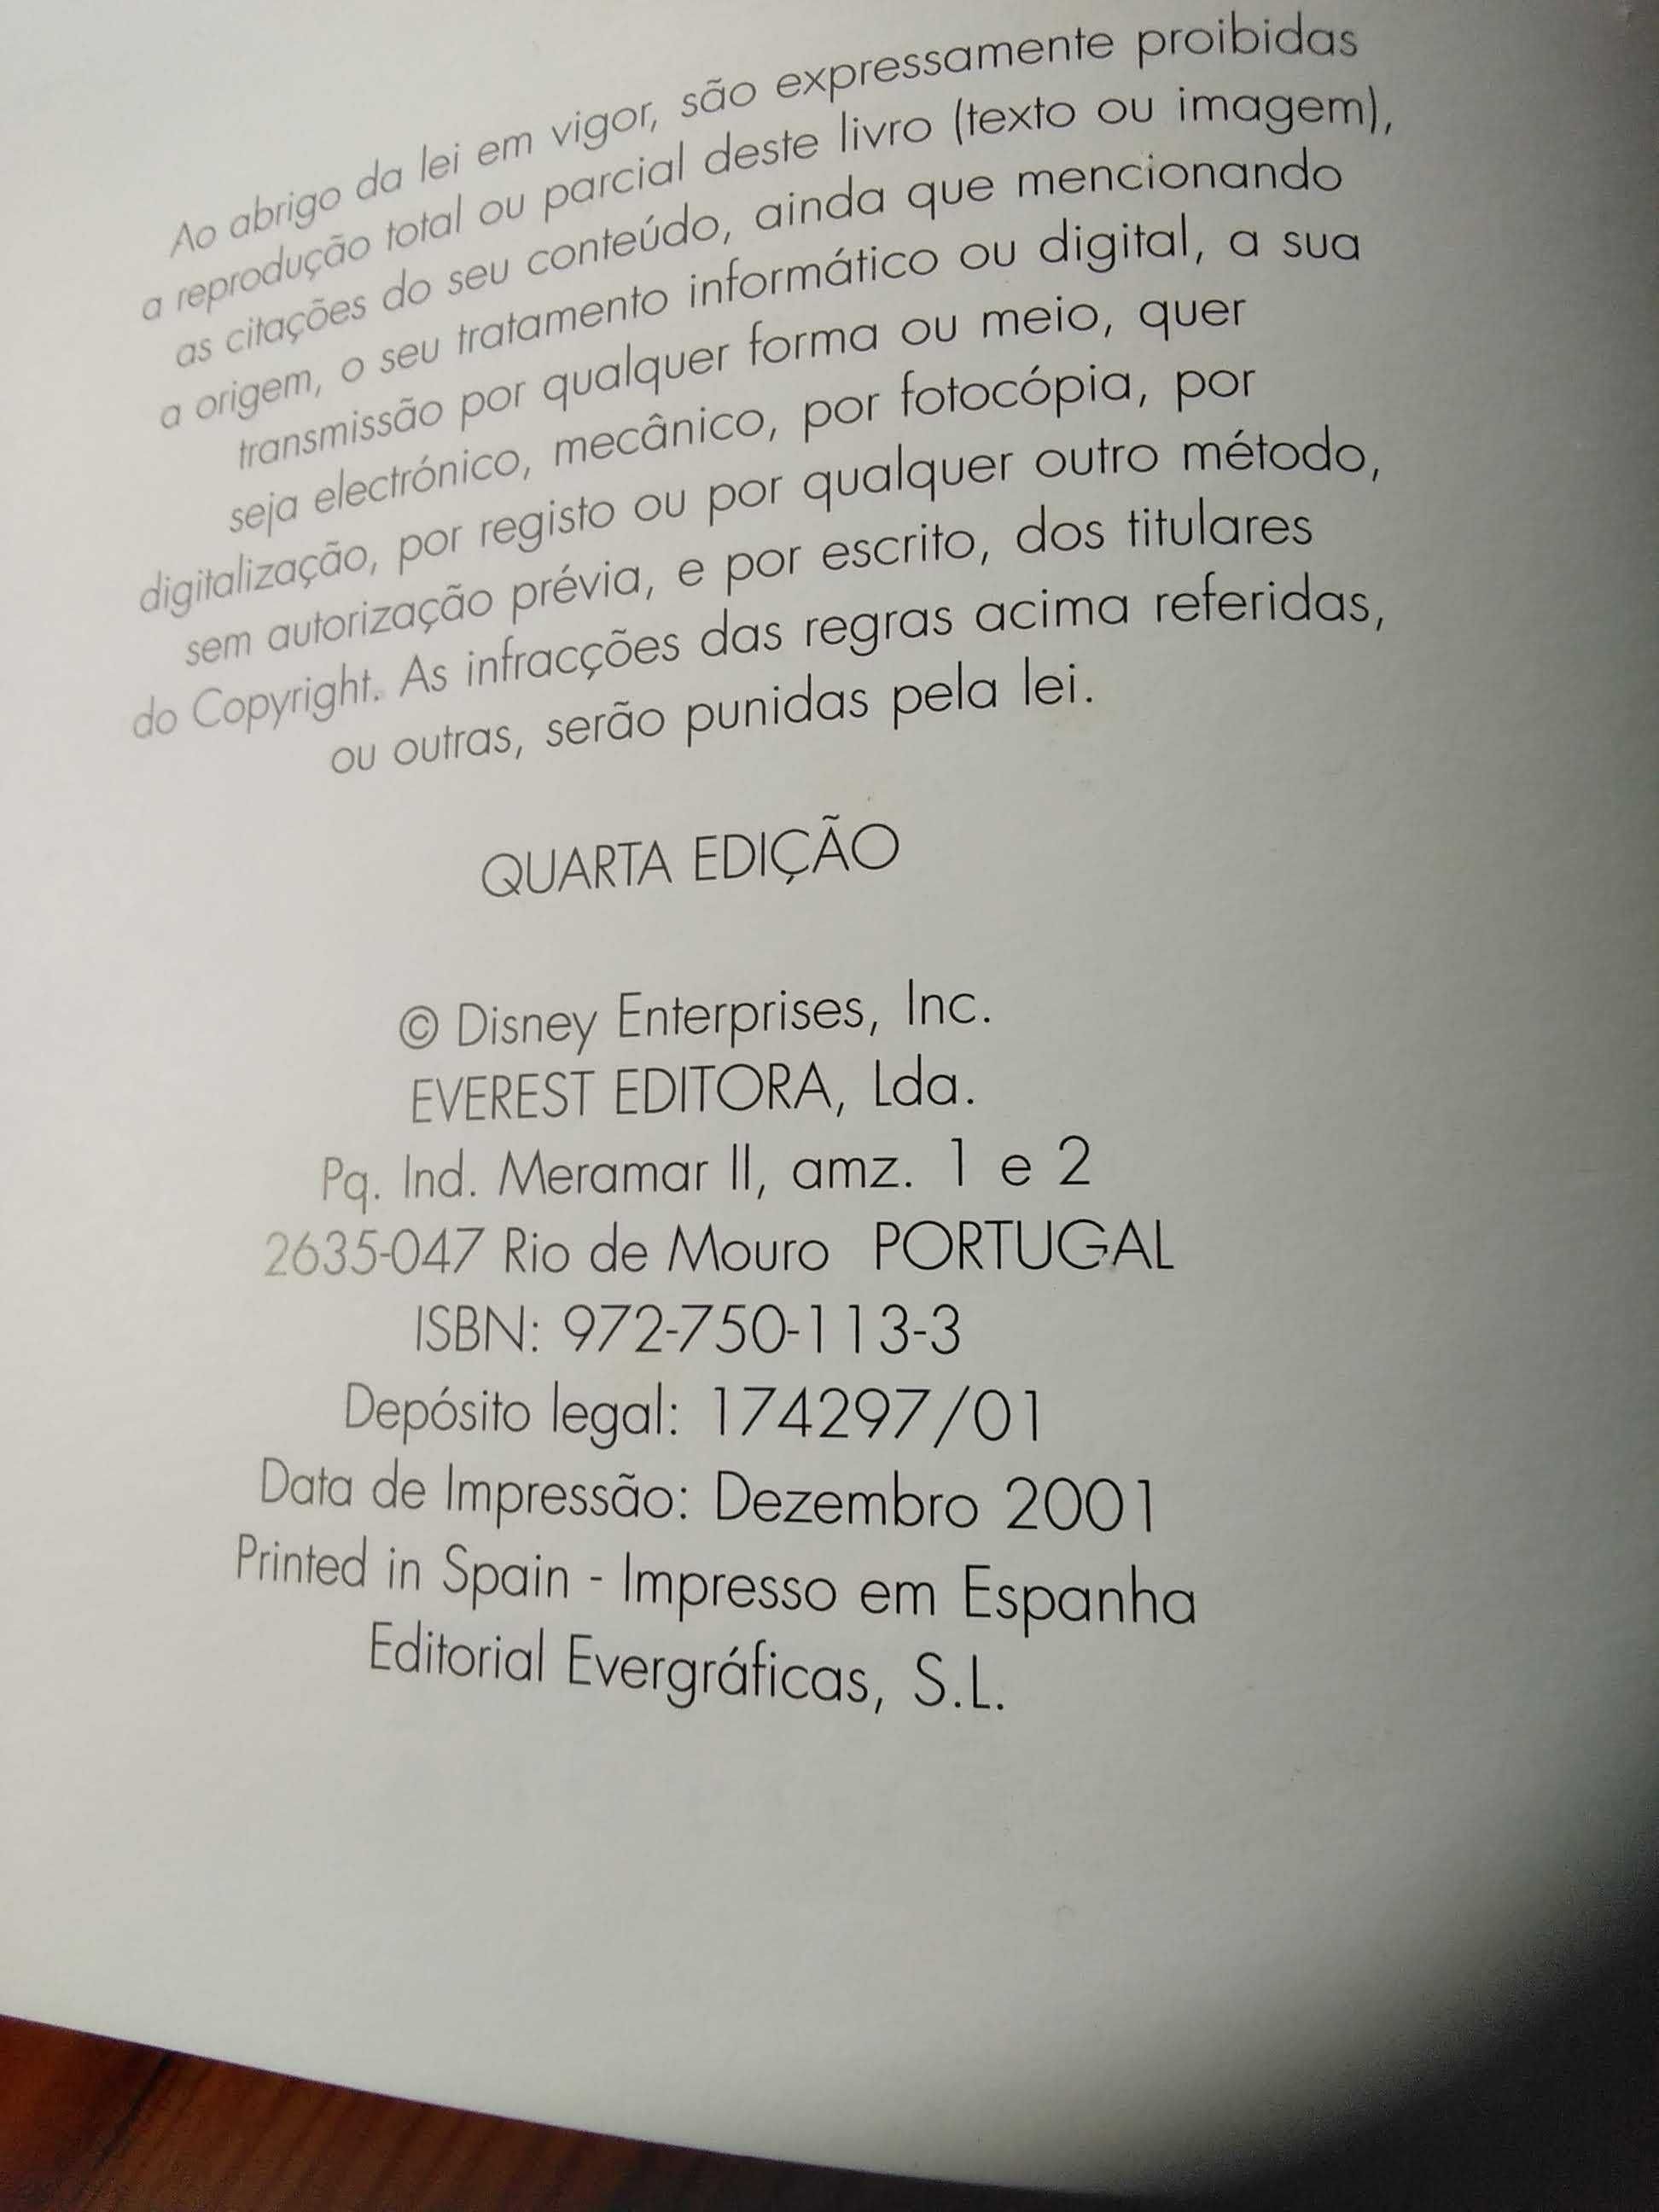 Ao abrigo da lei em vigor, são expressamente proibidas
a reprodução total ou parcial deste livro (texto ou imagem),
as citações do seu conteúdo, ainda que mencionando
a origem, o seu tratamento informático ou digital, a sua
transmissão por qualquer forma ou meio, quer
seja electrónico, mecânico, por fotocópia, por
digitalização, por registo ou por qualquer outro método,
sem autorização prévia, e por escrito, dos titulares
do Copyright. As infracções das regras acima referidas,
ou outras, serão punidas pela lei.
QUARTA EDIÇÃO
© Disney Enterprises, Inc.
EVEREST EDITORA, Lda.
Pq. Ind. Meramar II, amz. 1 e 2
2635-047 Rio de Mouro PORTUGAL
ISBN: 972-750-113-3
Depósito legal: 174297/01
Data de Impressão: Dezembro 2001
Printed in Spain - Impresso em Espanha
Editorial Evergráficas, S.L.